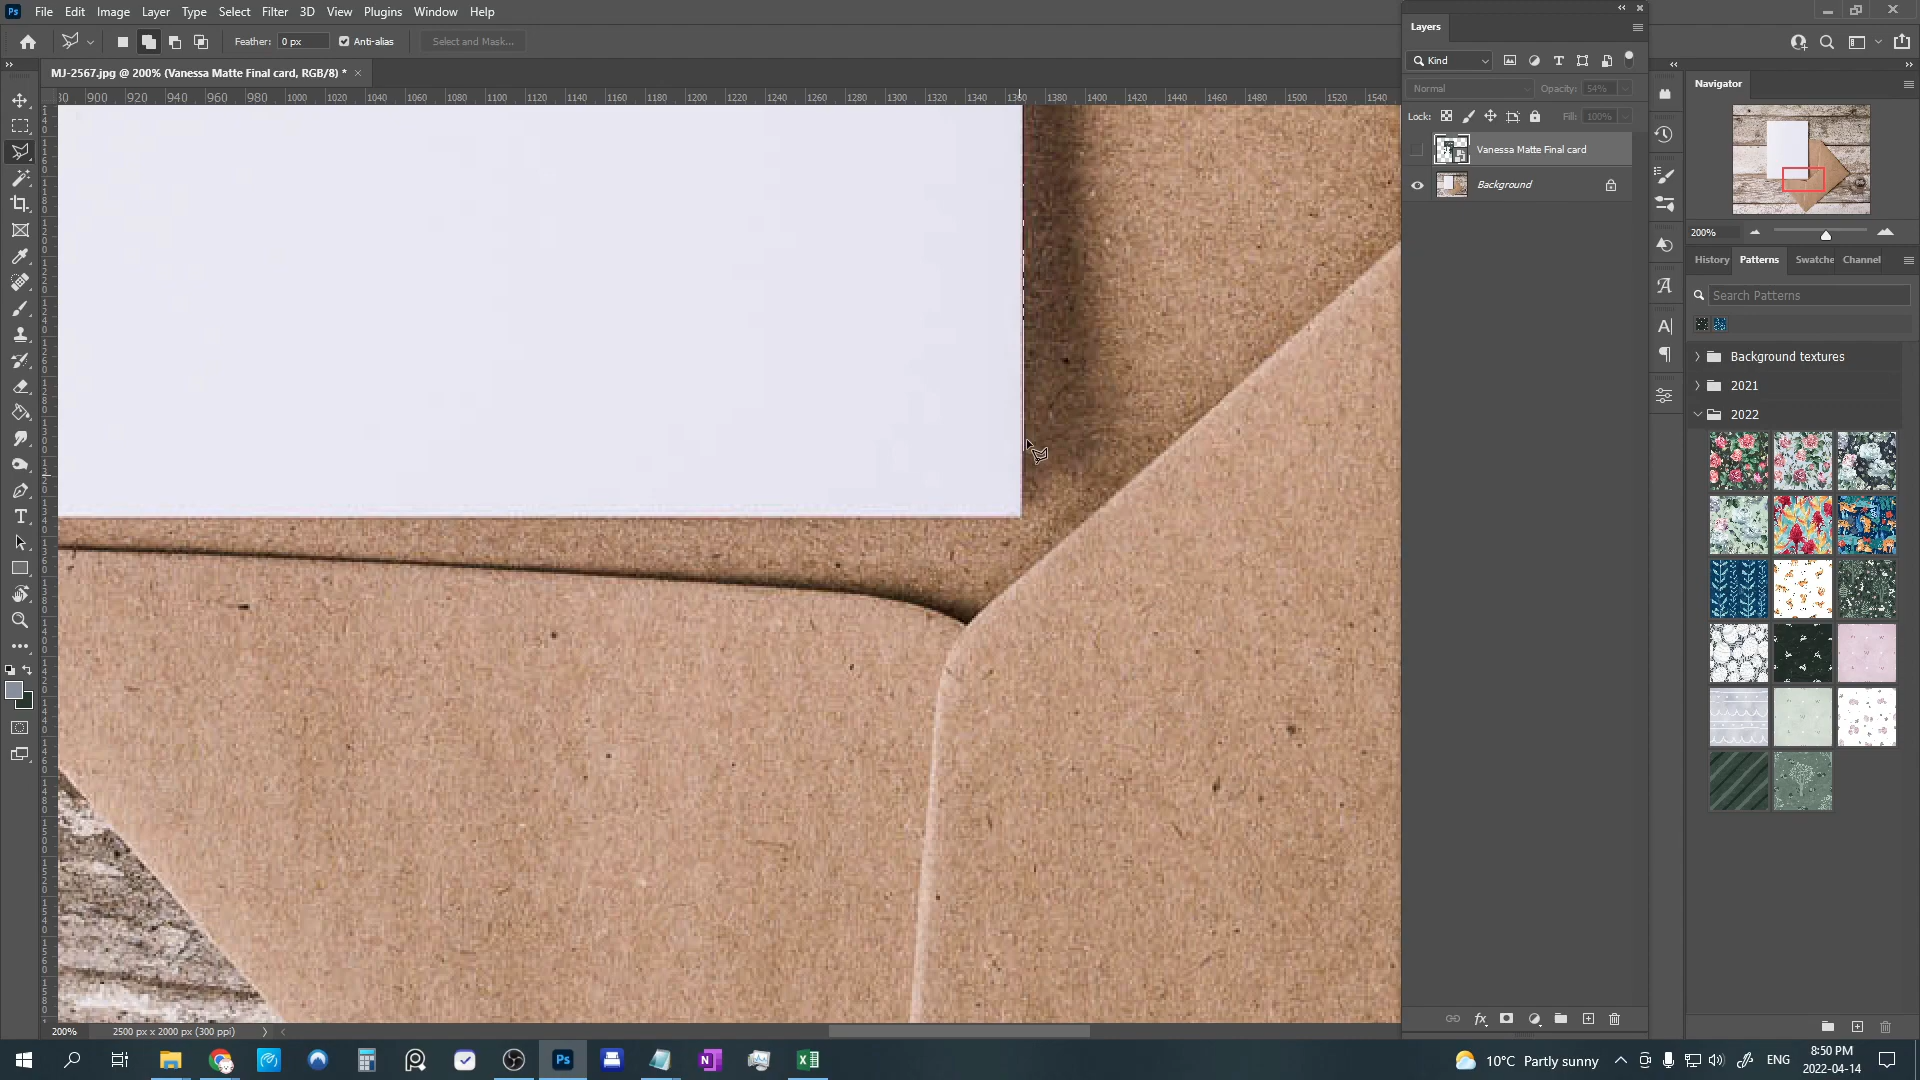 Ps File Edit Image Layer Type Select Filter 3D View Plugins Window Help
Feather: 0 px Anti-alias Select and Mask...
MJ-2567.jpg @ 200% (Vanessa Matte Final card, RGB/8) *
80 900 920 940 960 980 1000 1020 1040 1060 1080 1100 1120 1140 1160 1180 1200 1220 1240 1260 1280 1300 1320 1340 1360 1380 1400 1420 1440 1460 1480 1500 1520 1540
Layers
Kind
Normal Opacity: 54%
Lock: Fill: 100%
Vanessa Matte Final card
Background
Navigator
200%
History Patterns Swatche Channel
Search Patterns
Background textures
2021
2022
200% 2500 px x 2000 px (300 ppi)
10°C Partly sunny ENG 8:50 PM
2022-04-14